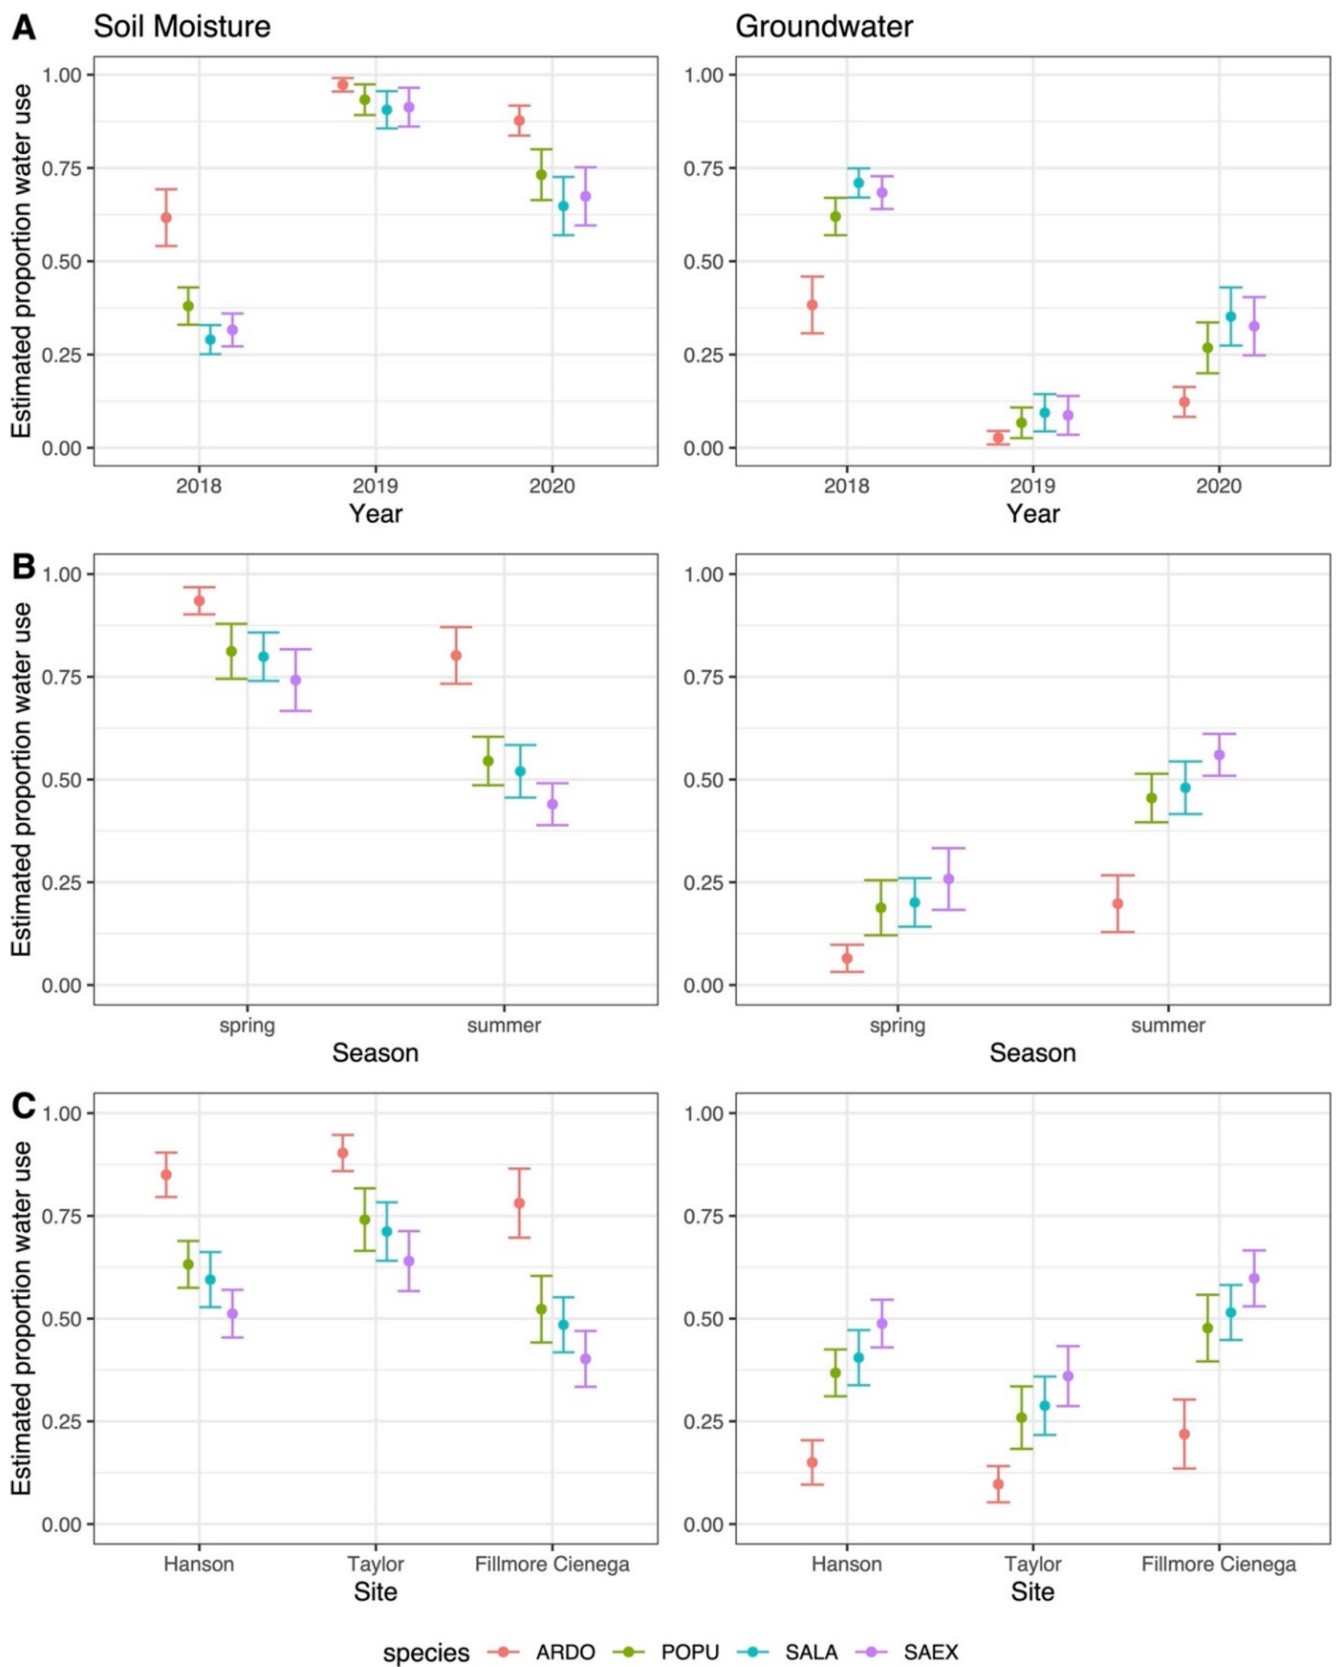 A Soil Moisture Groundwater
Estimated proportion water use
1.00
0.75
0.50
0.25
0.00
2018 2019 2020
Year
1.00
0.75
0.50
0.25
0.00
2018 2019 2020
Year
B
Estimated proportion water use
1.00
0.75
0.50
0.25
0.00
spring summer
Season
1.00
0.75
0.50
0.25
0.00
spring summer
Season
C
Estimated proportion water use
1.00
0.75
0.50
0.25
0.00
Hanson Taylor Fillmore Cienega
Site
1.00
0.75
0.50
0.25
0.00
Hanson Taylor Fillmore Cienega
Site
species ARDO POPU SALA SAEX